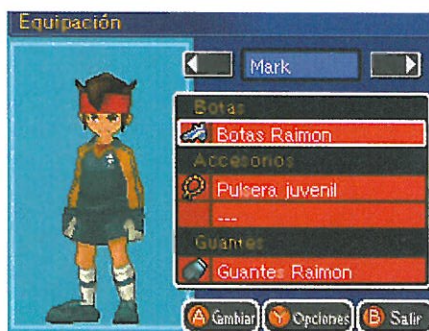 Equipación
Mark
Botas
Botas Raimon
Accesorios
Pulsera juvenil
---
Guantes
Guantes Raimon
A Cambiar Y Opciones B Salir